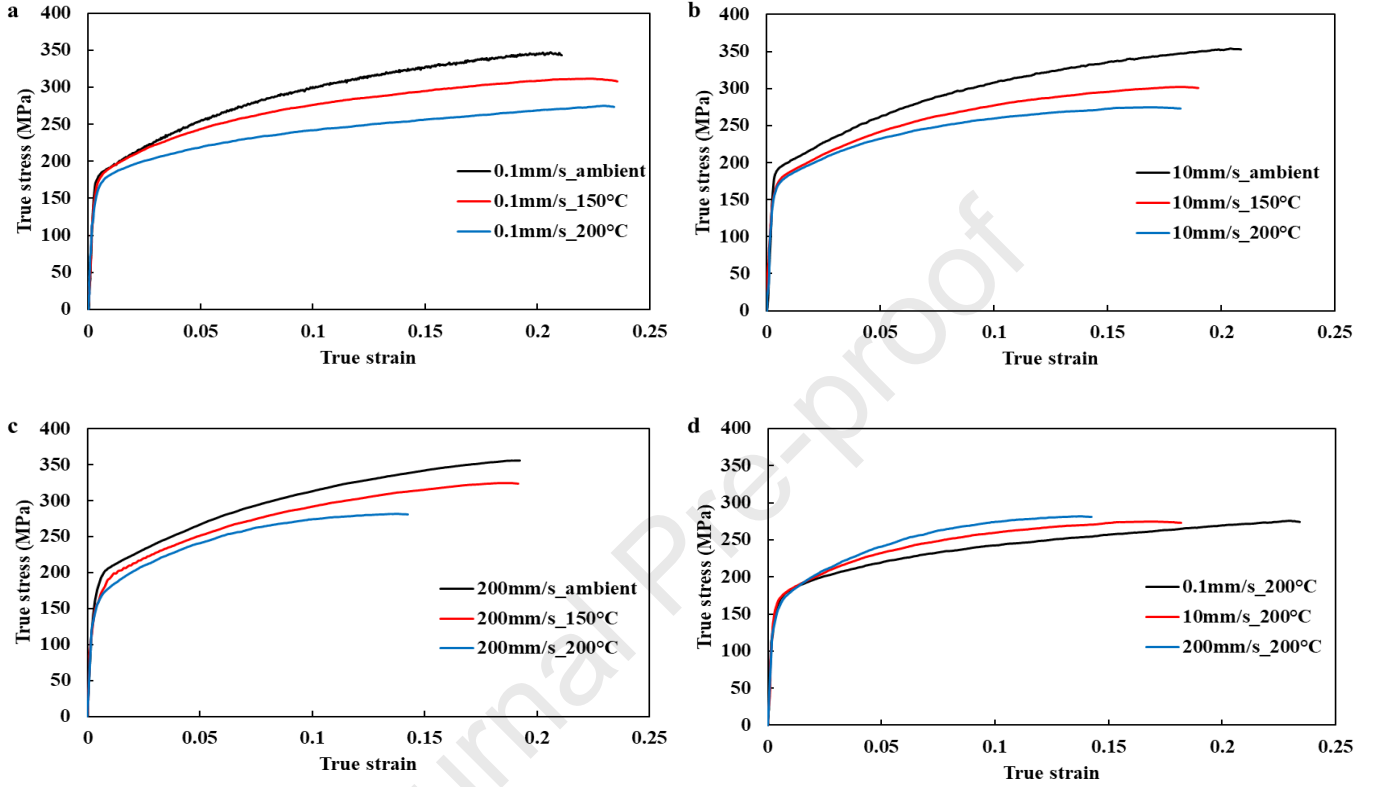 a
400
350
300
250
200
150
100
50
0
True stress (MPa)
0.1mm/s_ambient
0.1mm/s_150°C
0.1mm/s_200°C
0
0.05
0.1
0.15
0.2
0.25
True strain
b
400
350
300
250
200
150
100
50
0
True stress (MPa)
10mm/s_ambient
10mm/s_150°C
10mm/s_200°C
0
0.05
0.1
0.15
0.2
0.25
True strain
c
400
350
300
250
200
150
100
50
0
True stress (MPa)
200mm/s_ambient
200mm/s_150°C
200mm/s_200°C
0
0.05
0.1
0.15
0.2
0.25
True strain
d
400
350
300
250
200
150
100
50
0
True stress (MPa)
0.1mm/s_200°C
10mm/s_200°C
200mm/s_200°C
0
0.05
0.1
0.15
0.2
0.25
True strain
urnal Pre-proof